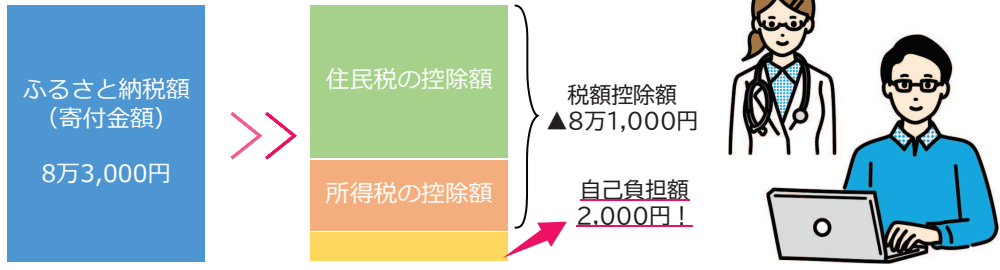 ふるさと納税額
（寄付金額）
8万3,000円
住民税の控除額
所得税の控除額
税額控除額
▲8万1,000円
自己負担額
2,000円！